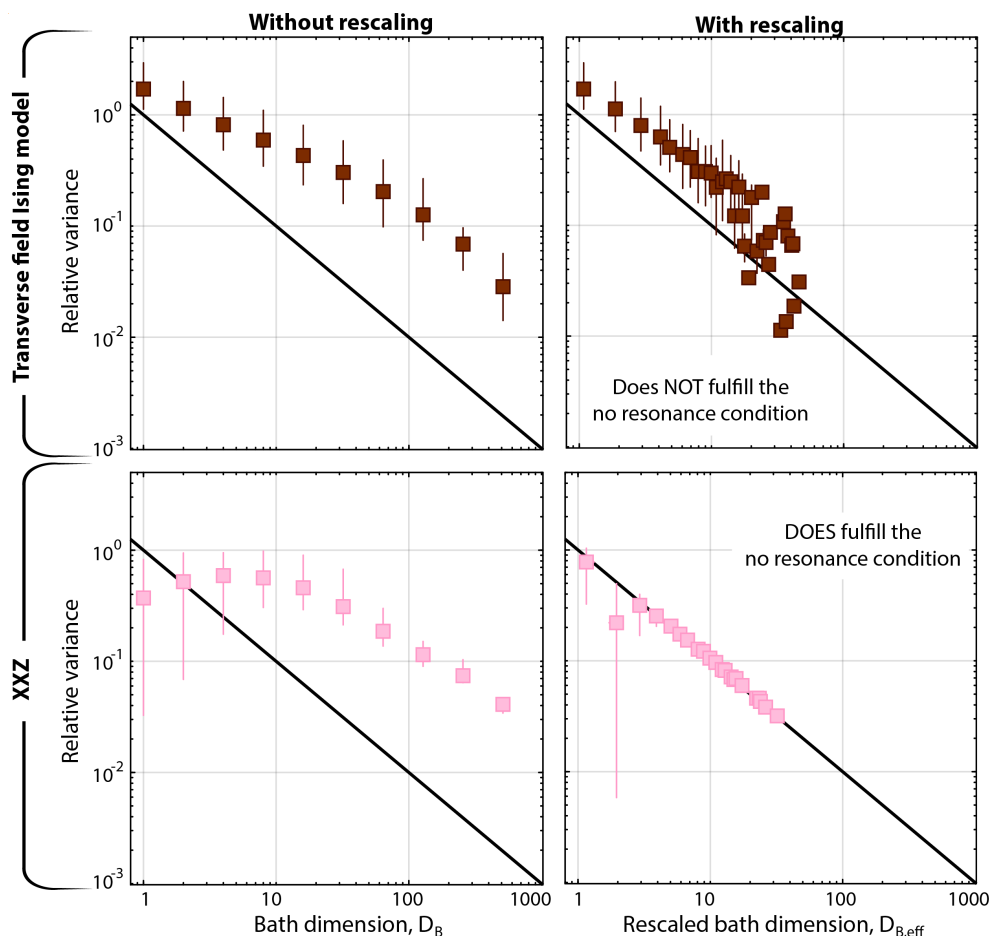 Without rescaling
With rescaling
Transverse field Ising model
Relative variance
10^0
10^-1
10^-2
10^-3
Does NOT fulfill the
no resonance condition
XXZ
Relative variance
10^0
10^-1
10^-2
10^-3
DOES fulfill the
no resonance condition
1 10 100 1000
1 10 100 1000
Bath dimension, D_B
Rescaled bath dimension, D_B,eff